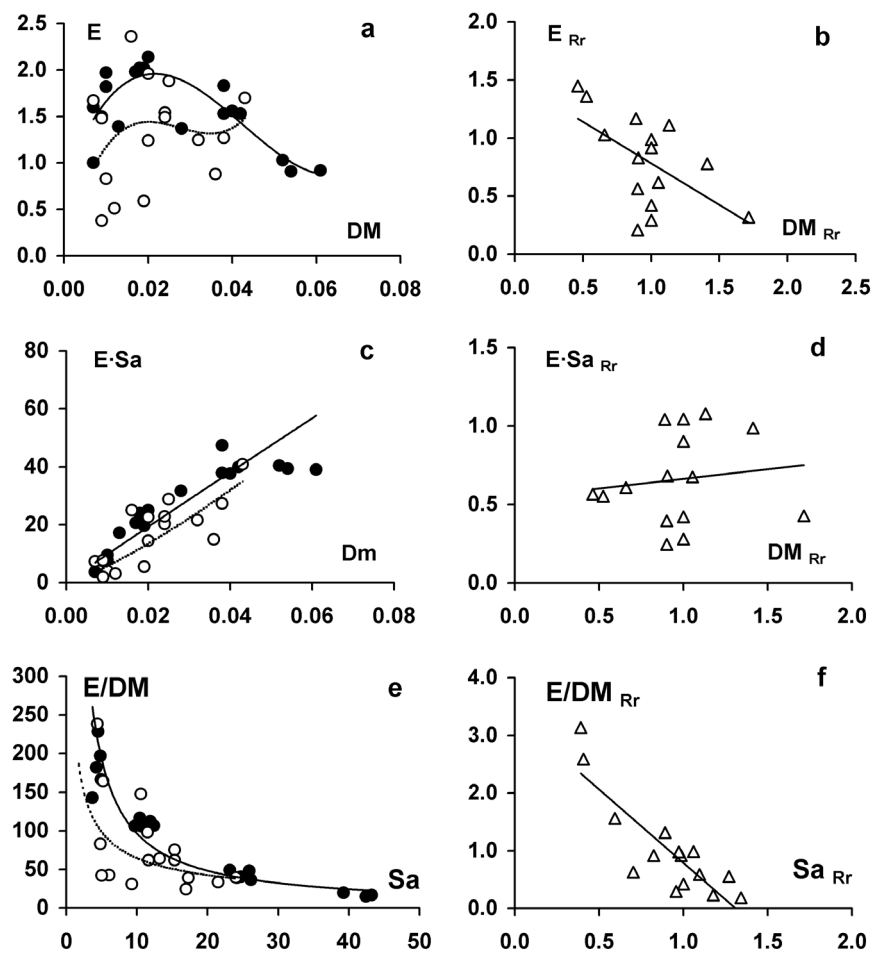 2.5
E
a
2.0
1.5
1.0
0.5
0.0
DM
0.00 0.02 0.04 0.06 0.08
2.0
E Rr
b
1.5
1.0
0.5
0.0
DM Rr
0.0 0.5 1.0 1.5 2.0 2.5
80
E·Sa
c
60
40
20
0
Dm
0.00 0.02 0.04 0.06 0.08
1.5
E·Sa Rr
d
1.0
0.5
0.0
DM Rr
0.0 0.5 1.0 1.5 2.0
300
E/DM
e
250
200
150
100
50
0
Sa
0 10 20 30 40 50
4.0
E/DM Rr
f
3.0
2.0
1.0
0.0
Sa Rr
0.0 0.5 1.0 1.5 2.0